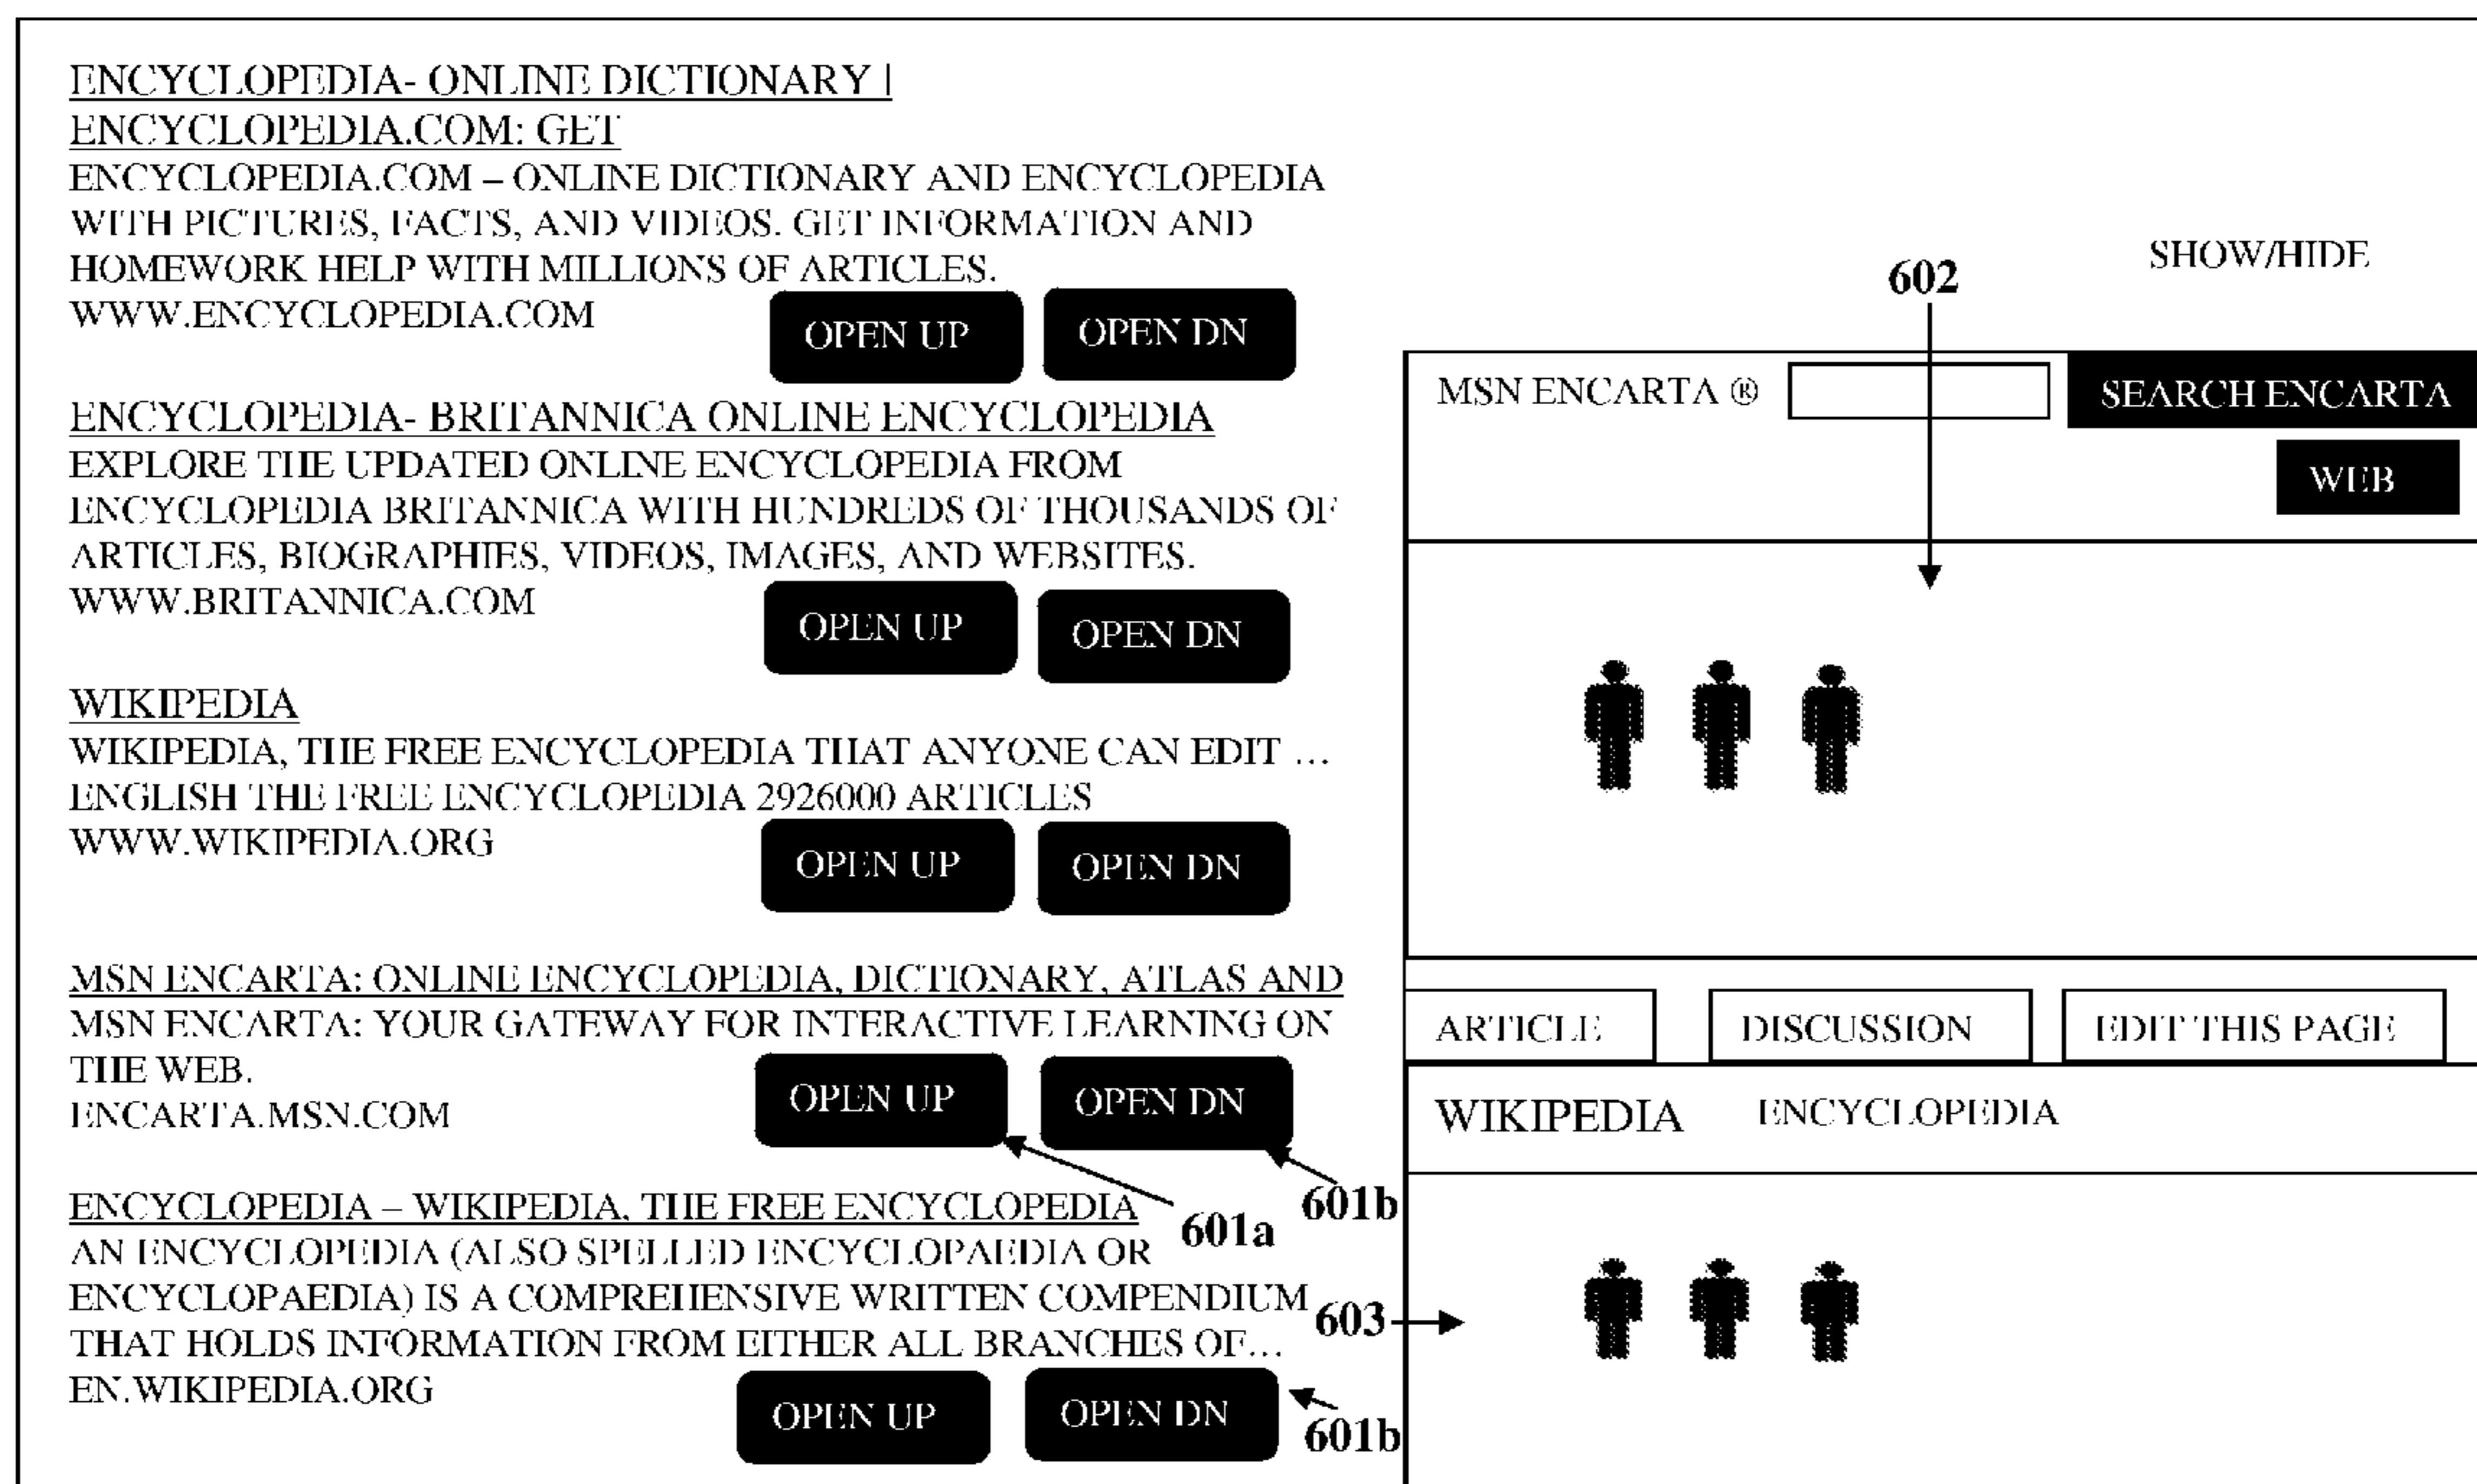 ENCYCLOPEDIA- ONLINE DICTIONARY |
ENCYCLOPEDIA.COM: GET
ENCYCLOPEDIA.COM – ONLINE DICTIONARY AND ENCYCLOPEDIA
WITH PICTURES, FACTS, AND VIDEOS. GET INFORMATION AND
HOMEWORK HELP WITH MILLIONS OF ARTICLES.
WWW.ENCYCLOPEDIA.COM
OPEN UP
OPEN DN
ENCYCLOPEDIA- BRITANNICA ONLINE ENCYCLOPEDIA
EXPLORE THE UPDATED ONLINE ENCYCLOPEDIA FROM
ENCYCLOPEDIA BRITANNICA WITH HUNDREDS OF THOUSANDS OF
ARTICLES, BIOGRAPHIES, VIDEOS, IMAGES, AND WEBSITES.
WWW.BRITANNICA.COM
OPEN UP
OPEN DN
WIKIPEDIA
WIKIPEDIA, THE FREE ENCYCLOPEDIA THAT ANYONE CAN EDIT ...
ENGLISH THE FREE ENCYCLOPEDIA 2926000 ARTICLES
WWW.WIKIPEDIA.ORG
OPEN UP
OPEN DN
MSN ENCARTA: ONLINE ENCYCLOPEDIA, DICTIONARY, ATLAS AND
MSN ENCARTA: YOUR GATEWAY FOR INTERACTIVE LEARNING ON
THE WEB.
ENCARTA.MSN.COM
OPEN UP
OPEN DN
601a
601b
ENCYCLOPEDIA – WIKIPEDIA, THE FREE ENCYCLOPEDIA
AN ENCYCLOPEDIA (ALSO SPELLED ENCYCLOPAEDIA OR
ENCYCLOPAEDIA) IS A COMPREHENSIVE WRITTEN COMPENDIUM
THAT HOLDS INFORMATION FROM EITHER ALL BRANCHES OF...
EN.WIKIPEDIA.ORG
OPEN UP
OPEN DN
601b
SHOW/HIDE
602
MSN ENCARTA ®
SEARCH ENCARTA
WEB
ARTICLE
DISCUSSION
EDIT THIS PAGE
WIKIPEDIA
ENCYCLOPEDIA
603